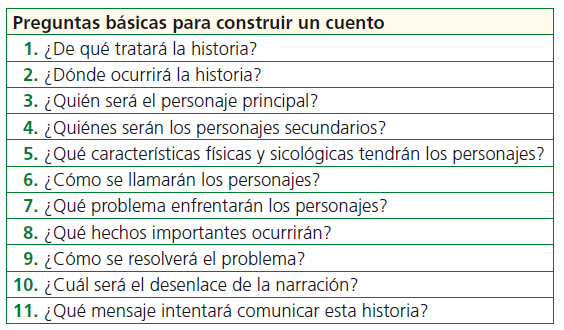 Preguntas básicas para construir un cuento
1. ¿De qué tratará la historia?
2. ¿Dónde ocurrirá la historia?
3. ¿Quién será el personaje principal?
4. ¿Quiénes serán los personajes secundarios?
5. ¿Qué características físicas y sicológicas tendrán los personajes?
6. ¿Cómo se llamarán los personajes?
7. ¿Qué problema enfrentarán los personajes?
8. ¿Qué hechos importantes ocurrirán?
9. ¿Cómo se resolverá el problema?
10. ¿Cuál será el desenlace de la narración?
11. ¿Qué mensaje intentará comunicar esta historia?